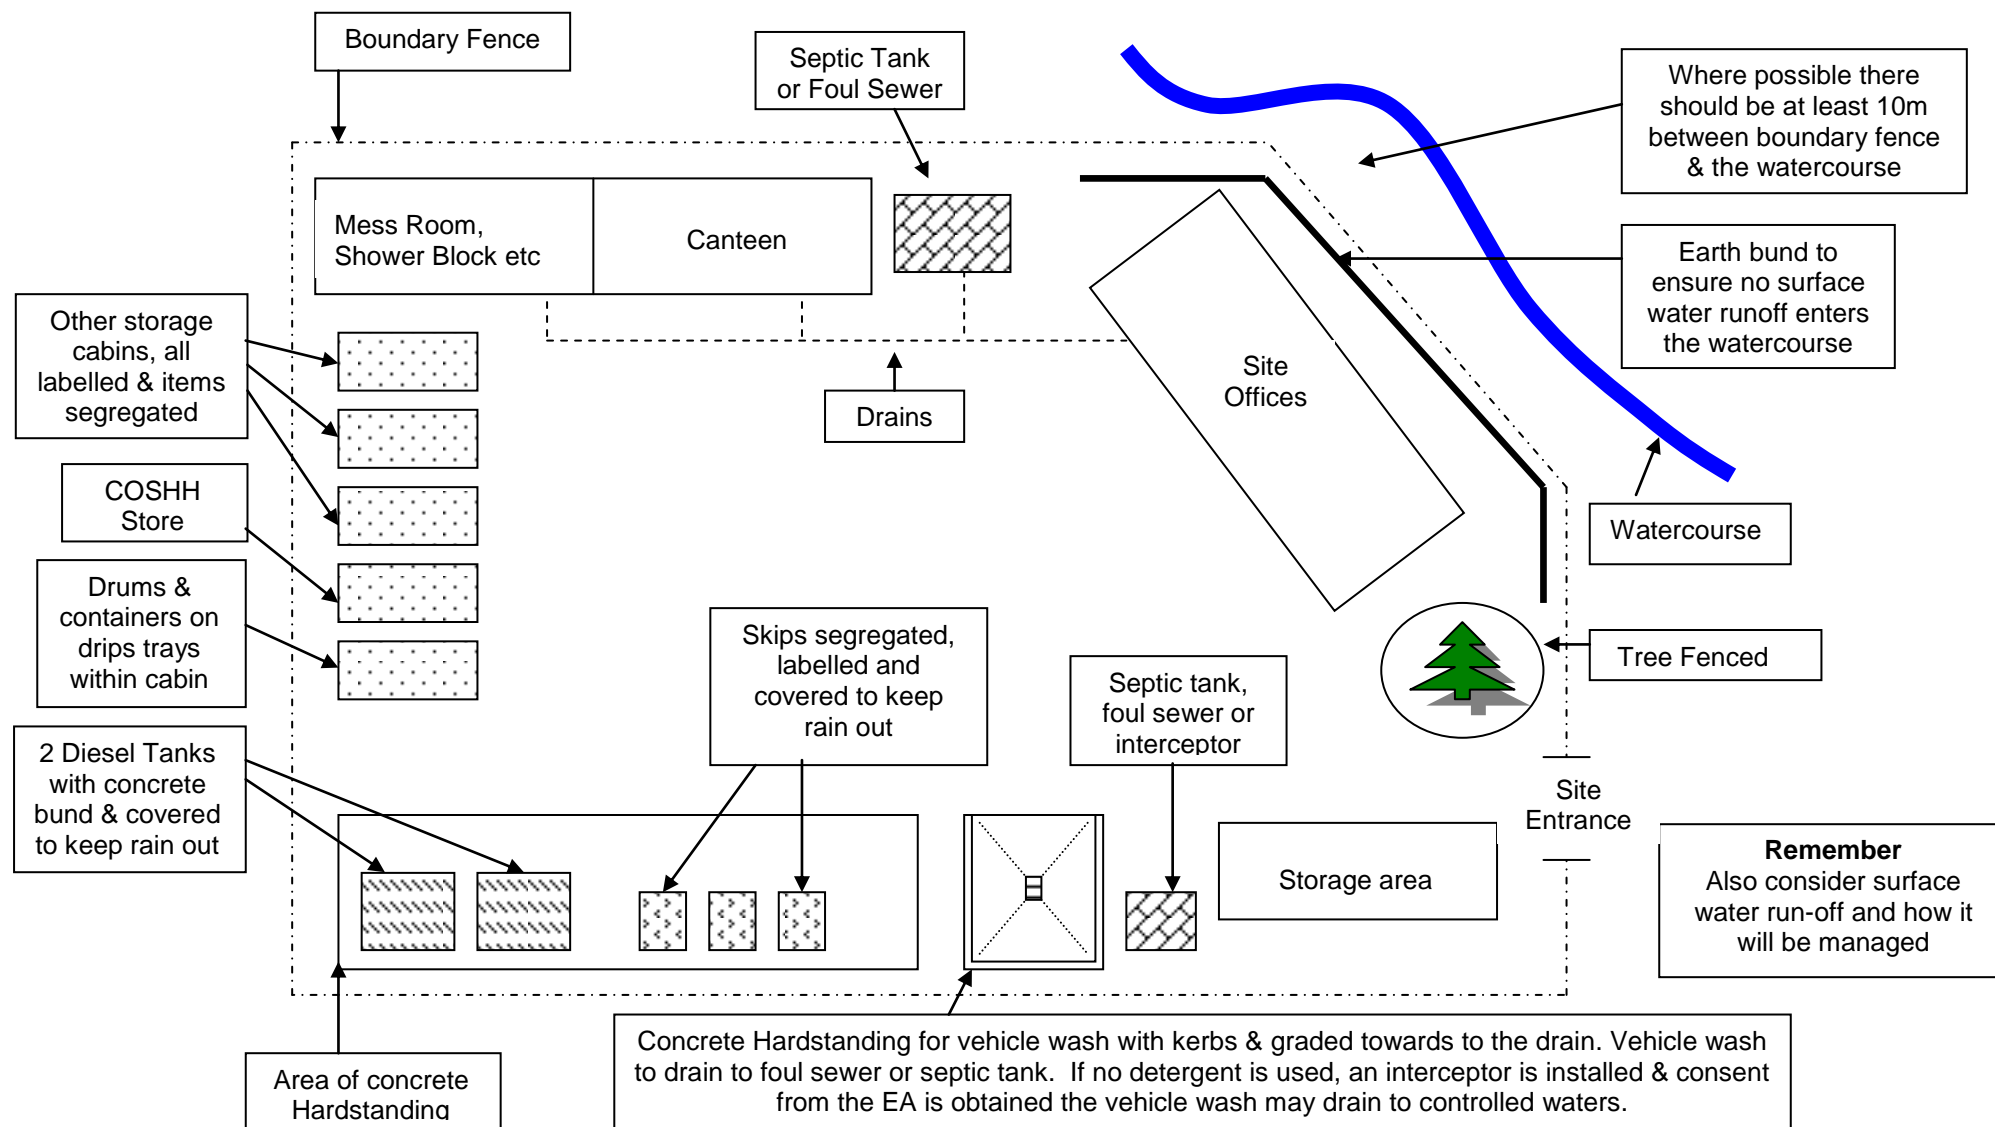 Boundary Fence
Septic Tank
or Foul Sewer
Where possible there
should be at least 10m
between boundary fence
& the watercourse
Mess Room,
Shower Block etc
Canteen
Earth bund to
ensure no surface
water runoff enters
the watercourse
Other storage
cabins, all
labelled & items
segregated
Site
Offices
Drains
COSHH
Store
Watercourse
Drums &
containers on
drips trays
within cabin
Skips segregated,
labelled and
covered to keep
rain out
Tree Fenced
Septic tank,
foul sewer or
interceptor
2 Diesel Tanks
with concrete
bund & covered
to keep rain out
Site
Entrance
Storage area
Remember
Also consider surface
water run-off and how it
will be managed
Area of concrete
Hardstanding
Concrete Hardstanding for vehicle wash with kerbs & graded towards to the drain. Vehicle wash
to drain to foul sewer or septic tank.  If no detergent is used, an interceptor is installed & consent
from the EA is obtained the vehicle wash may drain to controlled waters.